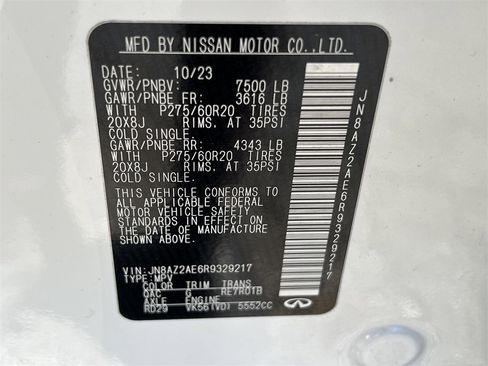 MFD BY NISSAN MOTOR CO.,LTD.
DATE: 10/23
GVWR/PNBV: 7500 LB
GAWR/PNBE FR: 3616 LB
WITH P275/60R20 TIRES
20X8J RIMS, AT 35PSI
COLD SINGLE.
GAWR/PNBE RR: 4343 LB
WITH P275/60R20 TIRES
20X8J RIMS, AT 35PSI
COLD SINGLE.
THIS VEHICLE CONFORMS TO
ALL APPLICABLE FEDERAL
MOTOR VEHICLE SAFETY
STANDARDS IN EFFECT ON
THE DATE OF MANUFACTURE
SHOWN ABOVE.
VIN: JN8AZ2AE6R9329217
TYPE: MPV
COLOR TRIM TRANS
QAC G RE7R01B
AXLE ENGINE
RD29 VK56(VD) 5552CC
JN8AZ2AE6R9329217
INFINITI